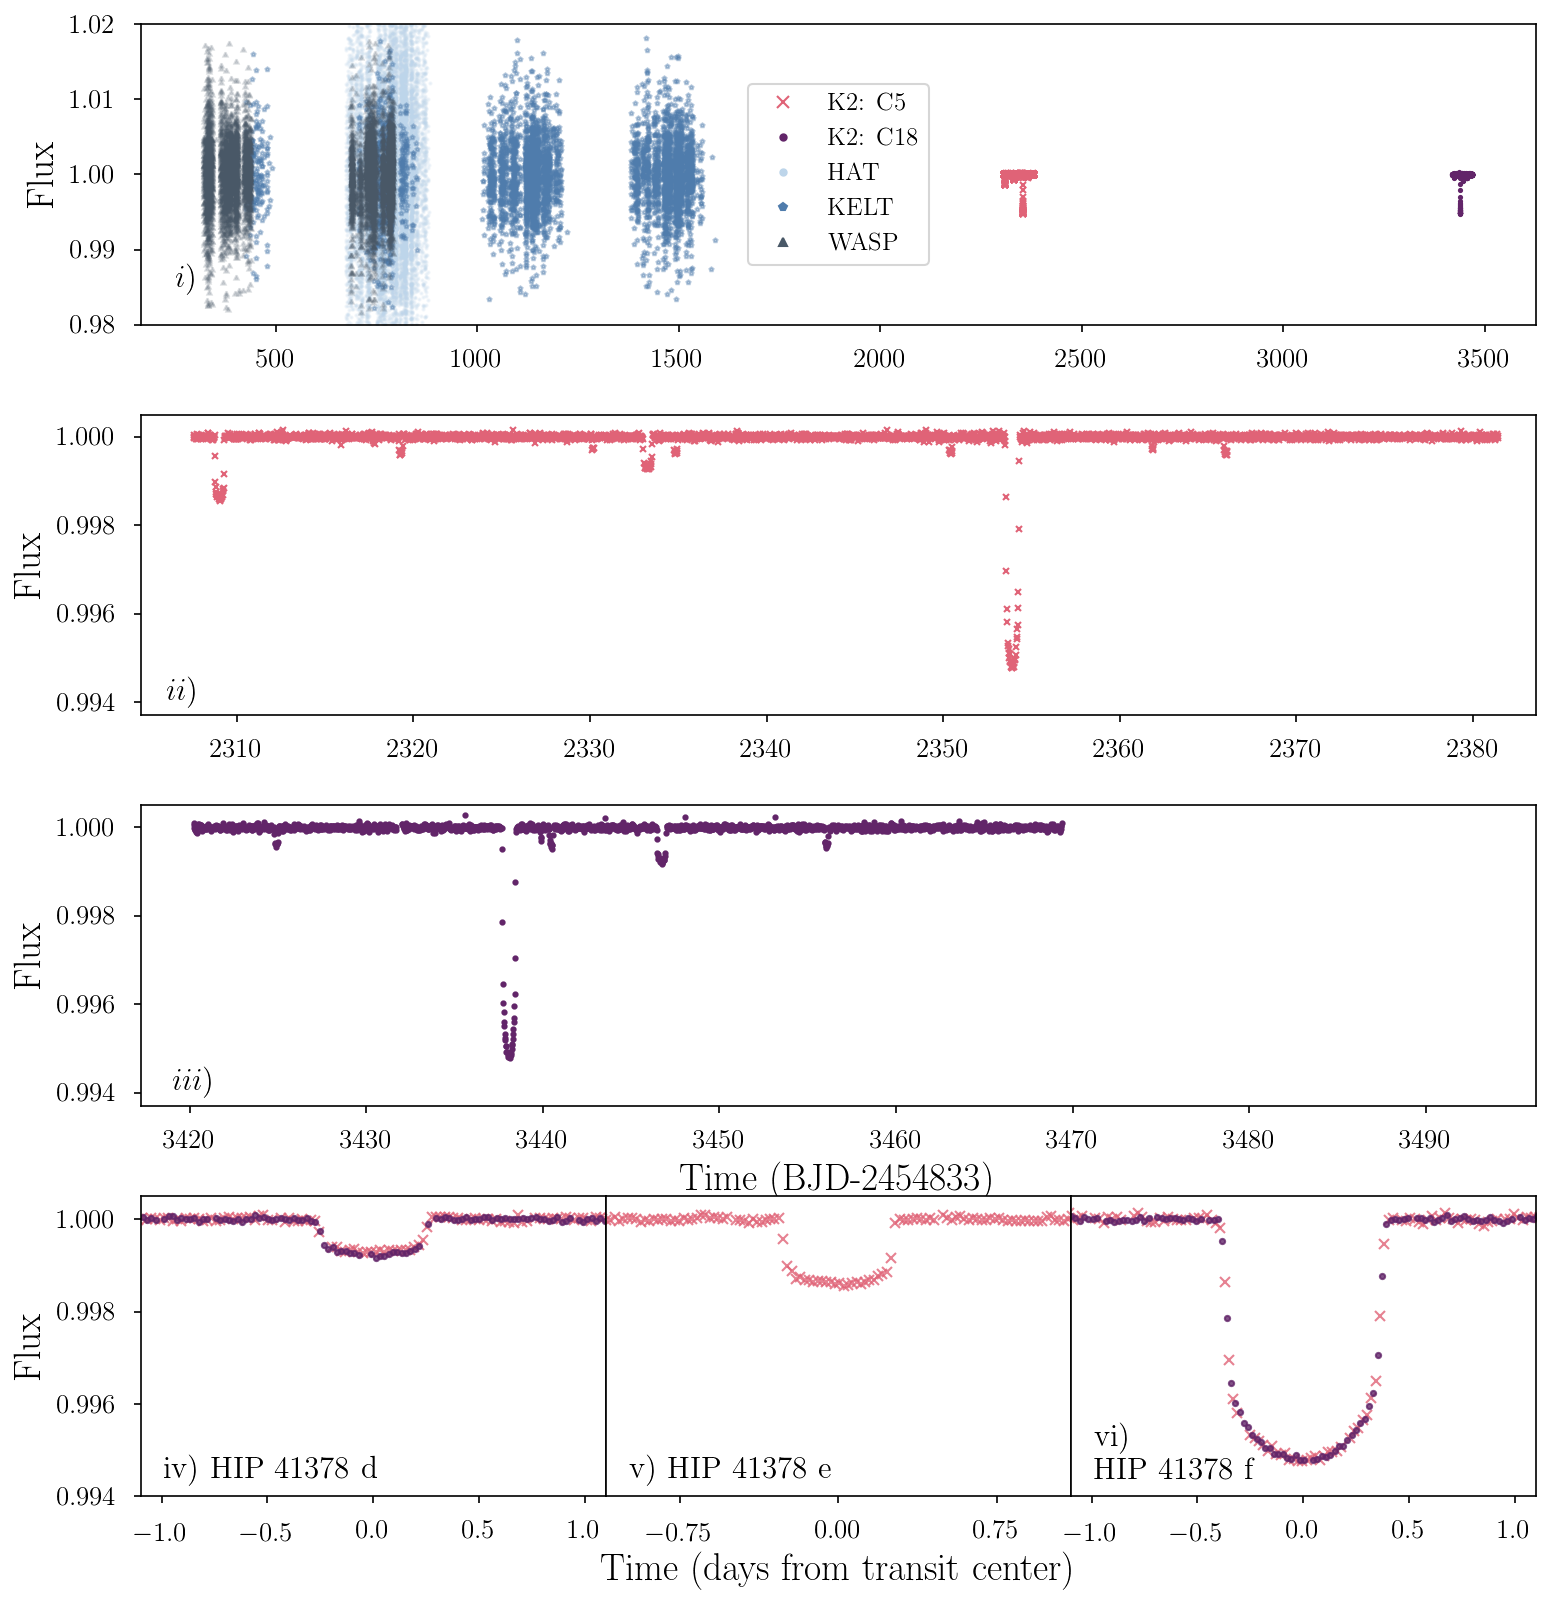 1.02
1.01
1.00
0.99
0.98
Flux
i)
K2: C5
K2: C18
HAT
KELT
WASP
500 1000 1500 2000 2500 3000 3500
1.000
0.998
0.996
0.994
Flux
ii)
2310 2320 2330 2340 2350 2360 2370 2380
1.000
0.998
0.996
0.994
Flux
iii)
3420 3430 3440 3450 3460 3470 3480 3490
Time (BJD-2454833)
1.000
0.998
0.996
0.994
Flux
iv) HIP 41378 d
v) HIP 41378 e
vi)
HIP 41378 f
−1.0 −0.5 0.0 0.5 1.0 −0.75 0.00 0.75 −1.0 −0.5 0.0 0.5 1.0
Time (days from transit center)